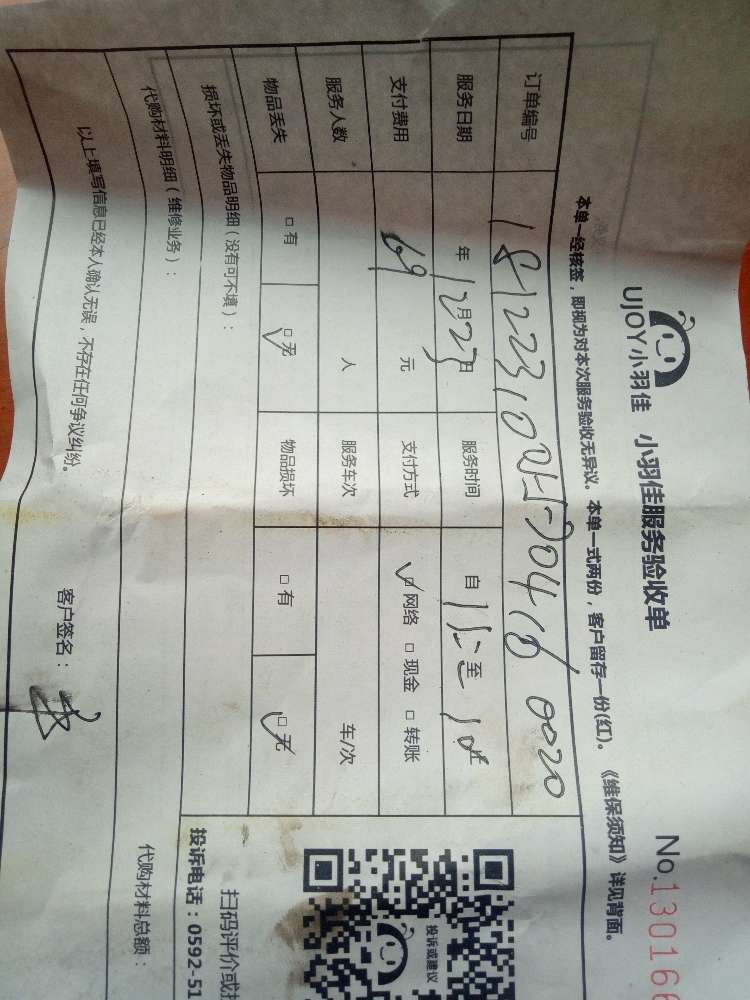 UJOY小羽佳 小羽佳服务验收单
No.130166
本单一经核签，即视为对本次服务验收无异议。本单一式两份，客户留存一份(红)。《维保须知》详见背面。
订单编号
服务日期 年 12月23日 服务时间 自 至
支付费用 69 元 支付方式 ☑网络 □现金 □转账
服务人数 人 服务车次 车/次
物品丢失 □有 ☑无 物品损坏 □有 ☑无
损坏或丢失物品明细（没有可不填）：
代购材料明细（维修业务）： 代购材料总额：
以上填写信息已经本人确认无误，不存在任何争议纠纷。 客户签名：
投诉或建议
扫码评价或
投诉电话：0592-51